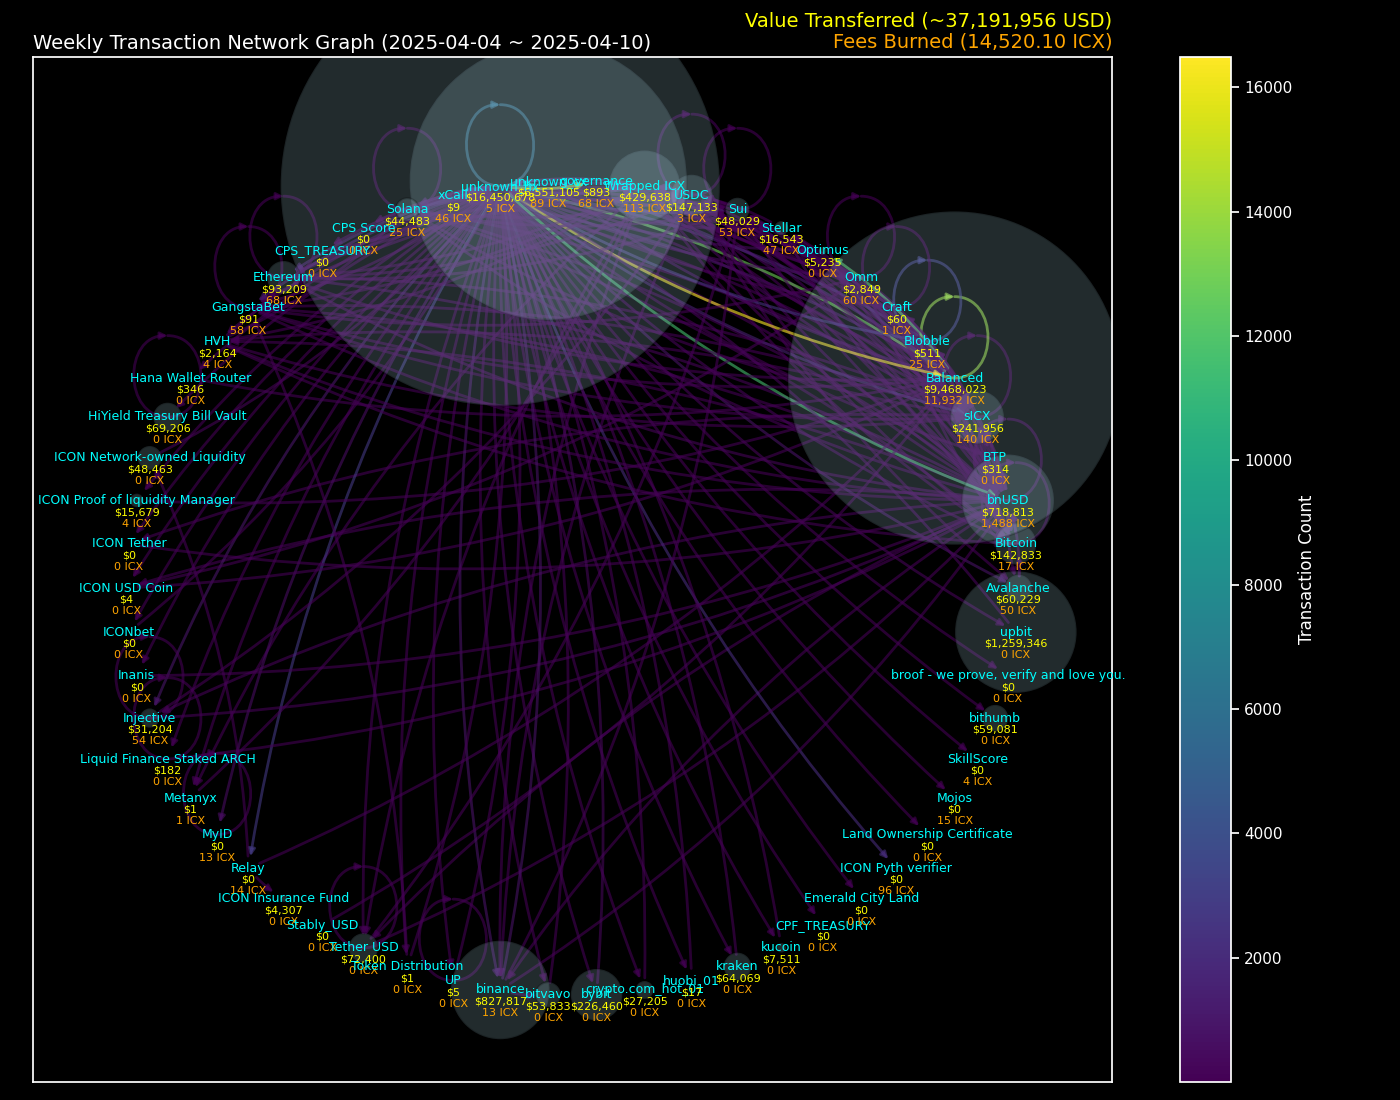 Value Transferred (~37,191,956 USD)
Weekly Transaction Network Graph (2025-04-04 ~ 2025-04-10)
Fees Burned (14,520.10 ICX)
governance
$893
68 ICX
Wrapped ICX
$429,638
113 ICX
USDC
$147,133
3 ICX
Sui
$48,029
53 ICX
Stellar
$16,543
47 ICX
Optimus
$5,235
0 ICX
Omm
$2,849
60 ICX
Craft
$60
1 ICX
Blobble
$511
25 ICX
Balanced
$9,468,023
11,932 ICX
sICX
$241,956
140 ICX
BTP
$314
0 ICX
bnUSD
$718,813
1,488 ICX
Bitcoin
$142,833
17 ICX
Avalanche
$60,229
50 ICX
upbit
$1,259,346
0 ICX
broof - we prove, verify and love you.
$0
0 ICX
bithumb
$59,081
0 ICX
SkillScore
$0
4 ICX
Mojos
$0
15 ICX
Land Ownership Certificate
$0
0 ICX
ICON Pyth verifier
$0
96 ICX
Emerald City Land
$0
0 ICX
CPF_TREASURY
$0
0 ICX
kucoin
$7,511
0 ICX
kraken
$64,069
0 ICX
huobi_01
$17
0 ICX
crypto.com_hot
$27,205
0 ICX
bybit
$226,460
0 ICX
bitvavo
$53,833
0 ICX
binance
$827,817
13 ICX
UP
$5
0 ICX
Token Distribution
$1
0 ICX
Tether USD
$72,400
0 ICX
Stably_USD
$0
0 ICX
ICON Insurance Fund
$4,307
0 ICX
Relay
$0
14 ICX
MyID
$0
13 ICX
Metanyx
$1
1 ICX
Liquid Finance Staked ARCH
$182
0 ICX
Injective
$31,204
54 ICX
Inanis
$0
0 ICX
ICONbet
$0
0 ICX
ICON USD Coin
$4
0 ICX
ICON Tether
$0
0 ICX
ICON Proof of liquidity Manager
$15,679
4 ICX
ICON Network-owned Liquidity
$48,463
0 ICX
HiYield Treasury Bill Vault
$69,206
0 ICX
Hana Wallet Router
$346
0 ICX
HVH
$2,164
4 ICX
GangstaBet
$91
58 ICX
Ethereum
$93,209
68 ICX
CPS_TREASURY
$0
0 ICX
CPS Score
$0
ICX
Solana
$44,483
25 ICX
xCall
$9
46 ICX
$16,450,678
5 ICX
$6,551,105
89 ICX
16000
14000
12000
10000
8000
6000
4000
2000
Transaction Count